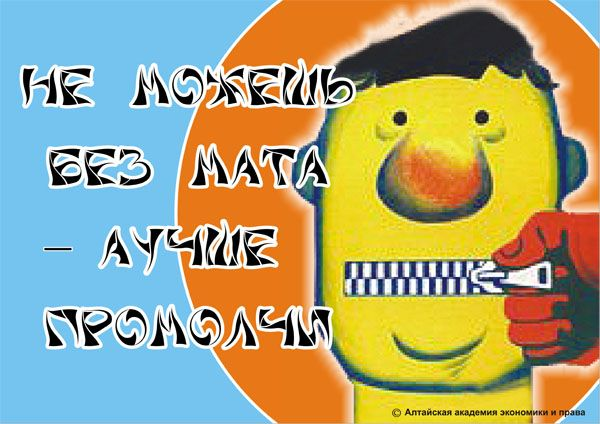 НЕ МОЖЕШЬ
БЕЗ МАТА
– ЛУЧШЕ
ПРОМОЛЧИ
© Алтайская академия экономики и права